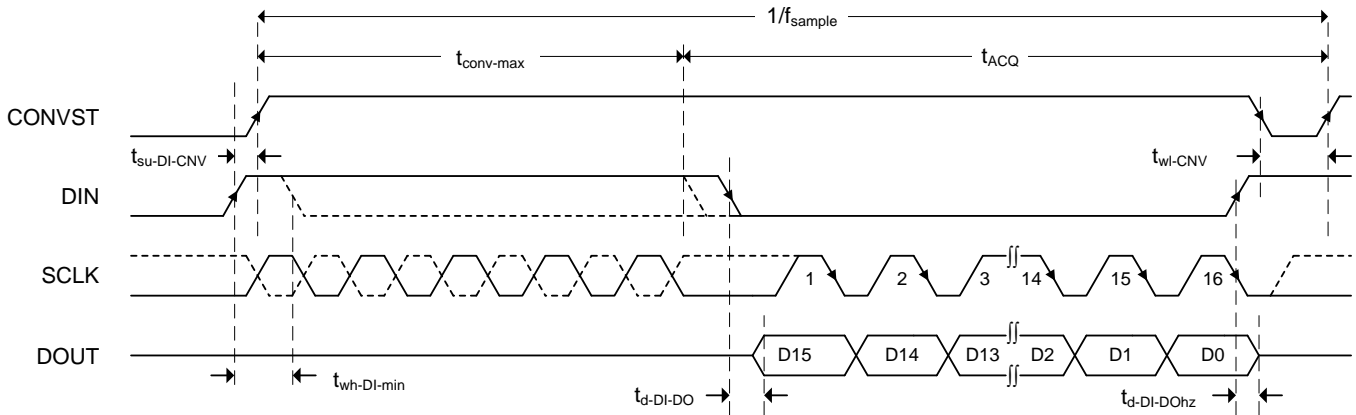 1/fsample
tconv-max tACQ
CONVST
tsu-DI-CNV twl-CNV
DIN
SCLK 1 2 3 14 15 16
DOUT D15 D14 D13 D2 D1 D0
twh-DI-min td-DI-DO td-DI-DOhz